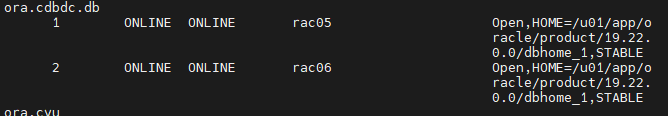 ora.cdbdc.db
1 ONLINE ONLINE rac05 Open,HOME=/u01/app/o
racle/product/19.22.
0.0/dbhome_1,STABLE
2 ONLINE ONLINE rac06 Open,HOME=/u01/app/o
racle/product/19.22.
0.0/dbhome_1,STABLE
ora.cvu